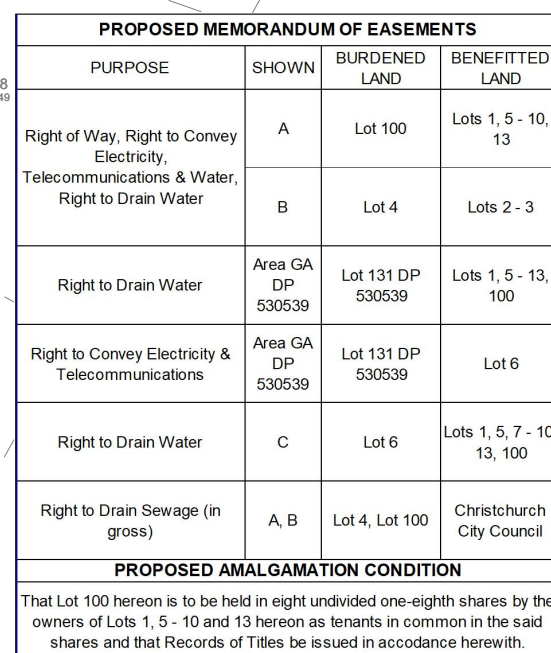 PROPOSED MEMORANDUM OF EASEMENTS
PURPOSE
SHOWN
BURDENED
LAND
BENEFITTED
LAND
8
49
Right of Way, Right to Convey
Electricity,
Telecommunications & Water,
Right to Drain Water
A
Lot 100
Lots 1, 5 - 10,
13
B
Lot 4
Lots 2 - 3
Right to Drain Water
Area GA
DP
530539
Lot 131 DP
530539
Lots 1, 5 - 13,
100
Right to Convey Electricity &
Telecommunications
Area GA
DP
530539
Lot 131 DP
530539
Lot 6
Right to Drain Water
C
Lot 6
Lots 1, 5, 7 - 10
13, 100
Right to Drain Sewage (in
gross)
A, B
Lot 4, Lot 100
Christchurch
City Council
PROPOSED AMALGAMATION CONDITION
That Lot 100 hereon is to be held in eight undivided one-eighth shares by the
owners of Lots 1, 5 - 10 and 13 hereon as tenants in common in the said
shares and that Records of Titles be issued in accodance herewith.